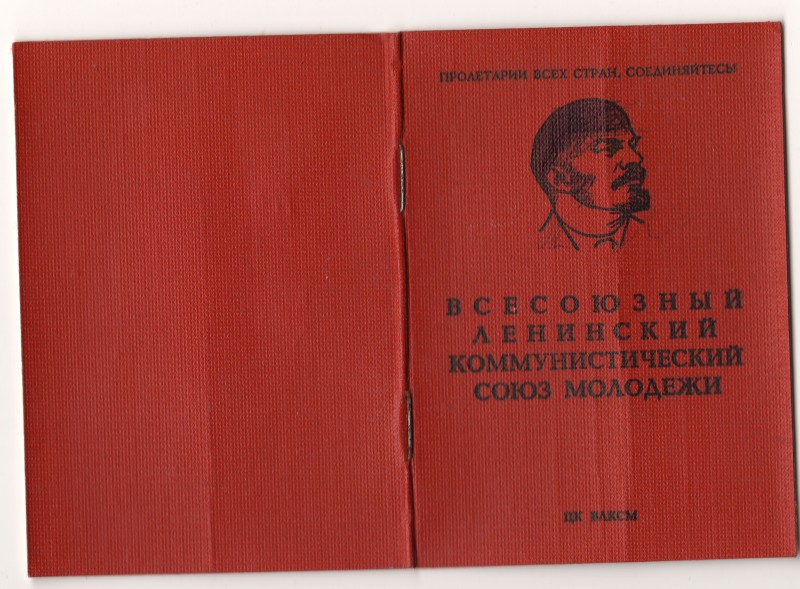 ПРОЛЕТАРИИ ВСЕХ СТРАН, СОЕДИНЯЙТЕСЬ!
ВСЕСОЮЗНЫЙ
ЛЕНИНСКИЙ
КОММУНИСТИЧЕСКИЙ
СОЮЗ МОЛОДЕЖИ
ЦК ВЛКСМ